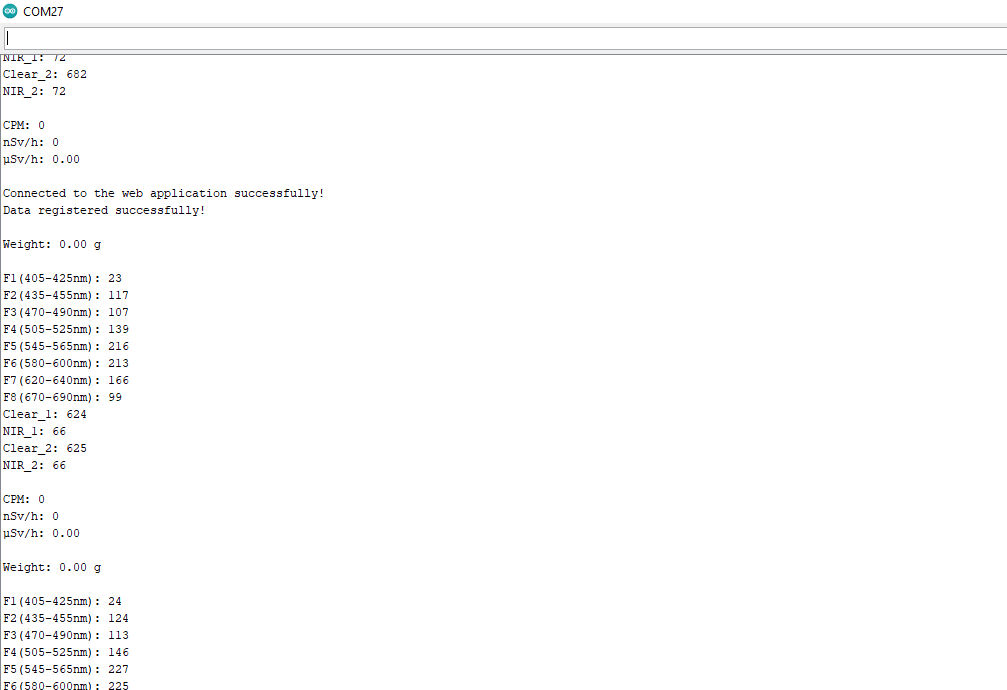 COM27
NIR_1: 72
Clear_2: 682
NIR_2: 72
CPM: 0
nSv/h: 0
µSv/h: 0.00
Connected to the web application successfully!
Data registered successfully!
Weight: 0.00 g
F1(405-425nm): 23
F2(435-455nm): 117
F3(470-490nm): 107
F4(505-525nm): 139
F5(545-565nm): 216
F6(580-600nm): 213
F7(620-640nm): 166
F8(670-690nm): 99
Clear_1: 624
NIR_1: 66
Clear_2: 625
NIR_2: 66
CPM: 0
nSv/h: 0
µSv/h: 0.00
Weight: 0.00 g
F1(405-425nm): 24
F2(435-455nm): 124
F3(470-490nm): 113
F4(505-525nm): 146
F5(545-565nm): 227
F6(580-600nm): 225